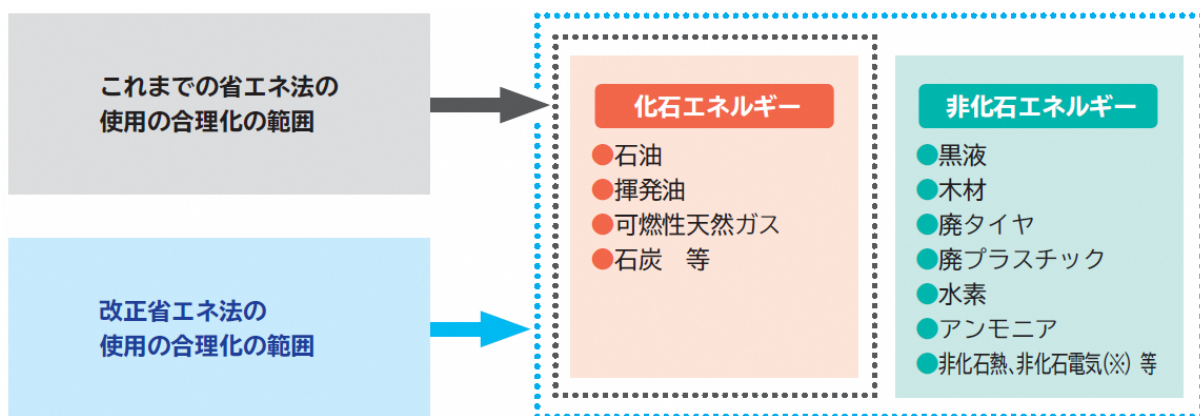 これまでの省エネ法の
使用の合理化の範囲
改正省エネ法の
使用の合理化の範囲
化石エネルギー
●石油
●揮発油
●可燃性天然ガス
●石炭　等
非化石エネルギー
●黒液
●木材
●廃タイヤ
●廃プラスチック
●水素
●アンモニア
●非化石熱、非化石電気(※) 等